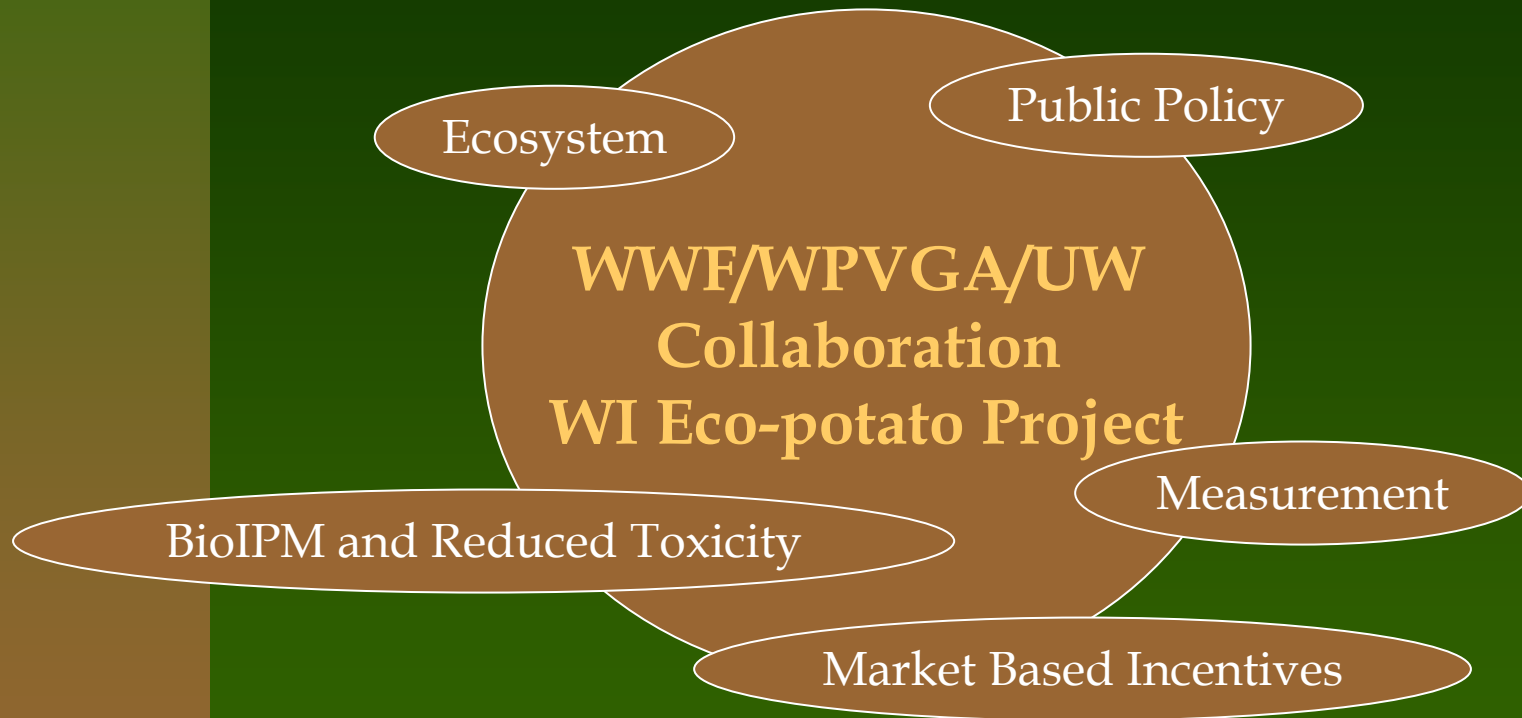 Public Policy
Ecosystem
WWF/WPVGA/UW
Collaboration
WI Eco-potato Project
Measurement
BioIPM and Reduced Toxicity
Market Based Incentives